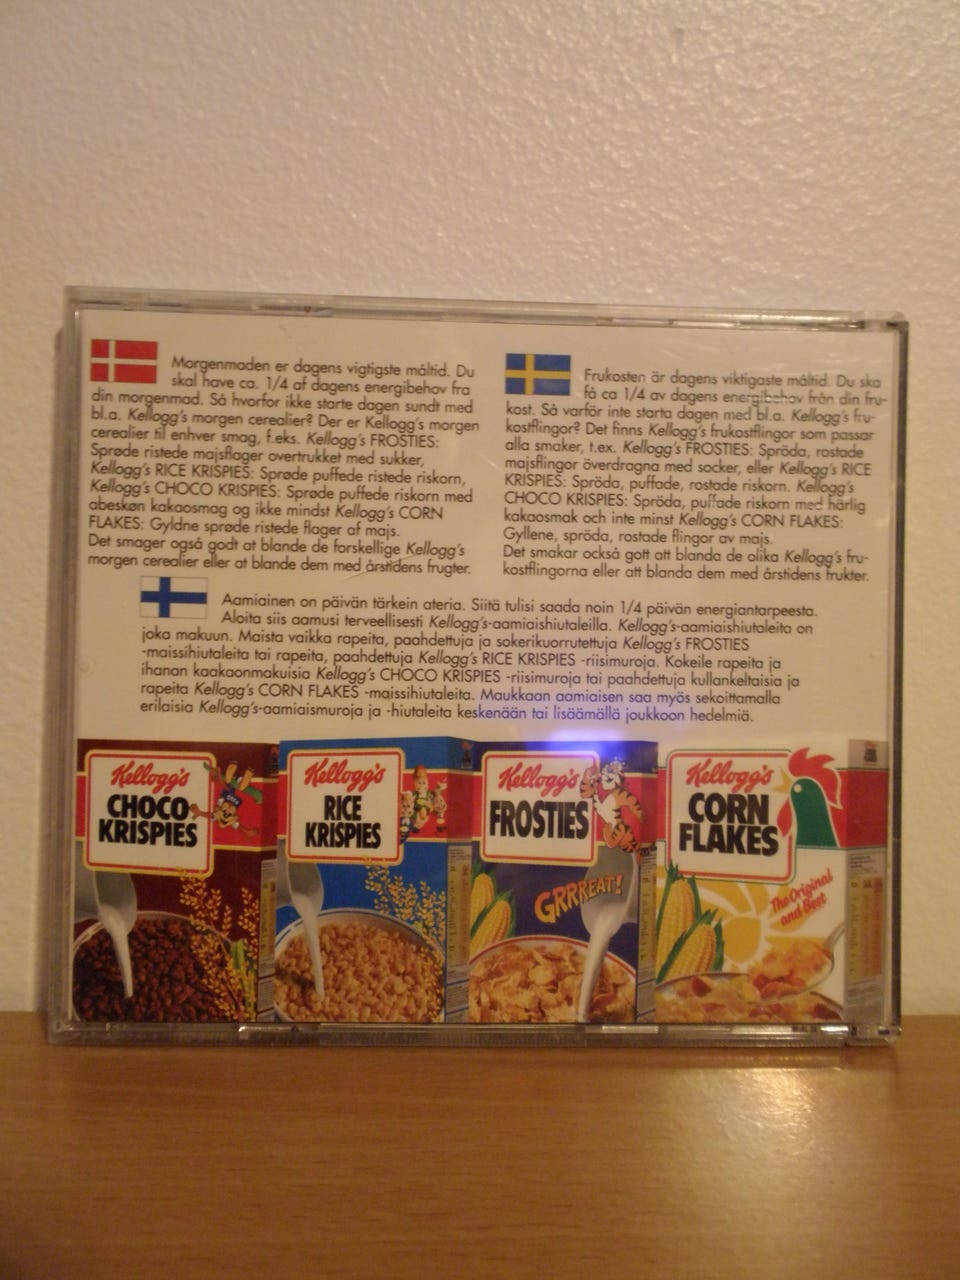 Morgenmaden er dagens vigtigste måltid. Du
skal have ca. 1/4 af dagens energibehov fra
din morgenmad. Så hvorfor ikke starte dagen sundt med
bl.a. Kellogg's morgen cerealier? Der er Kellogg's morgen
cerealier til enhver smag, f.eks. Kellogg's FROSTIES:
Sprøde ristede majsflager overtrukket med sukker,
Kellogg's RICE KRISPIES: Sprøde puffede ristede riskorn,
Kellogg's CHOCO KRISPIES: Sprøde puffede riskorn med
abeskøn kakaosmag og ikke mindst Kellogg's CORN
FLAKES: Gyldne sprøde ristede flager af majs.
Det smager også godt at blande de forskellige Kellogg's
morgen cerealier eller at blande dem med årstidens frugter.
Frukosten är dagens viktigaste måltid. Du ska
få ca 1/4 av dagens energibehov från din fru-
kost. Så varför inte starta dagen med bl.a. Kellogg's fru-
kostflingor? Det finns Kellogg's frukostflingor som passar
alla smaker, t.ex. Kellogg's FROSTIES: Spröda, rostade
majsflingor överdragna med socker, eller Kellogg's RICE
KRISPIES: Spröda, puffade, rostade riskorn. Kellogg's
CHOCO KRISPIES: Spröda, puffade riskorn med härlig
kakaosmak och inte minst Kellogg's CORN FLAKES:
Gyllene, spröda, rostade flingor av majs.
Det smakar också gott att blanda de olika Kellogg's fru-
kostflingorna eller att blanda dem med årstidens frukter.
Aamiainen on päivän tärkein ateria. Siitä tulisi saada noin 1/4 päivän energiantarpeesta.
Aloita siis aamusi terveellisesti Kellogg's-aamiaishiutaleilla. Kellogg's-aamiaishiutaleita on
joka makuun. Maista vaikka rapeita, paahdettuja ja sokerikuorrutettuja Kellogg's FROSTIES
-maissihiutaleita tai rapeita, paahdettuja Kellogg's RICE KRISPIES -riisimuroja. Kokeile rapeita ja
ihanan kaakaonmakuisia Kellogg's CHOCO KRISPIES -riisimuroja tai paahdettuja kullankeltaisia ja
rapeita Kellogg's CORN FLAKES -maissihiutaleita. Maukkaan aamiaisen saa myös sekoittamalla
erilaisia Kellogg's-aamiaismuroja ja -hiutaleita keskenään tai lisäämällä joukkoon hedelmiä.
Kellogg's
CHOCO
KRISPIES
Kellogg's
RICE
KRISPIES
Kellogg's
FROSTIES
GRRREAT!
Kellogg's
CORN
FLAKES
The Original
and Best